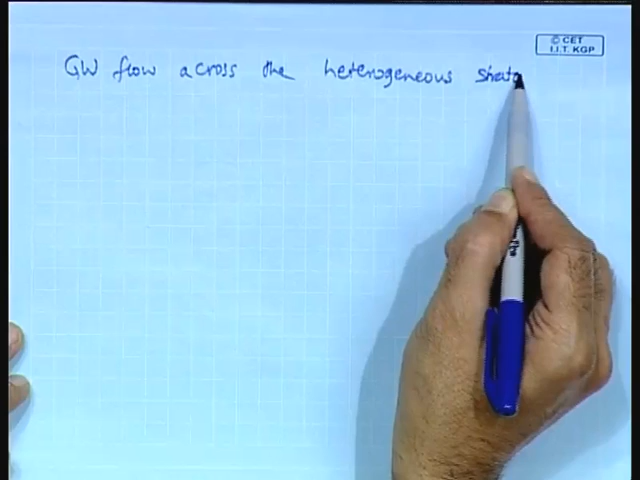 © CET
I.I.T. KGP
GW flow across the heterogeneous strata